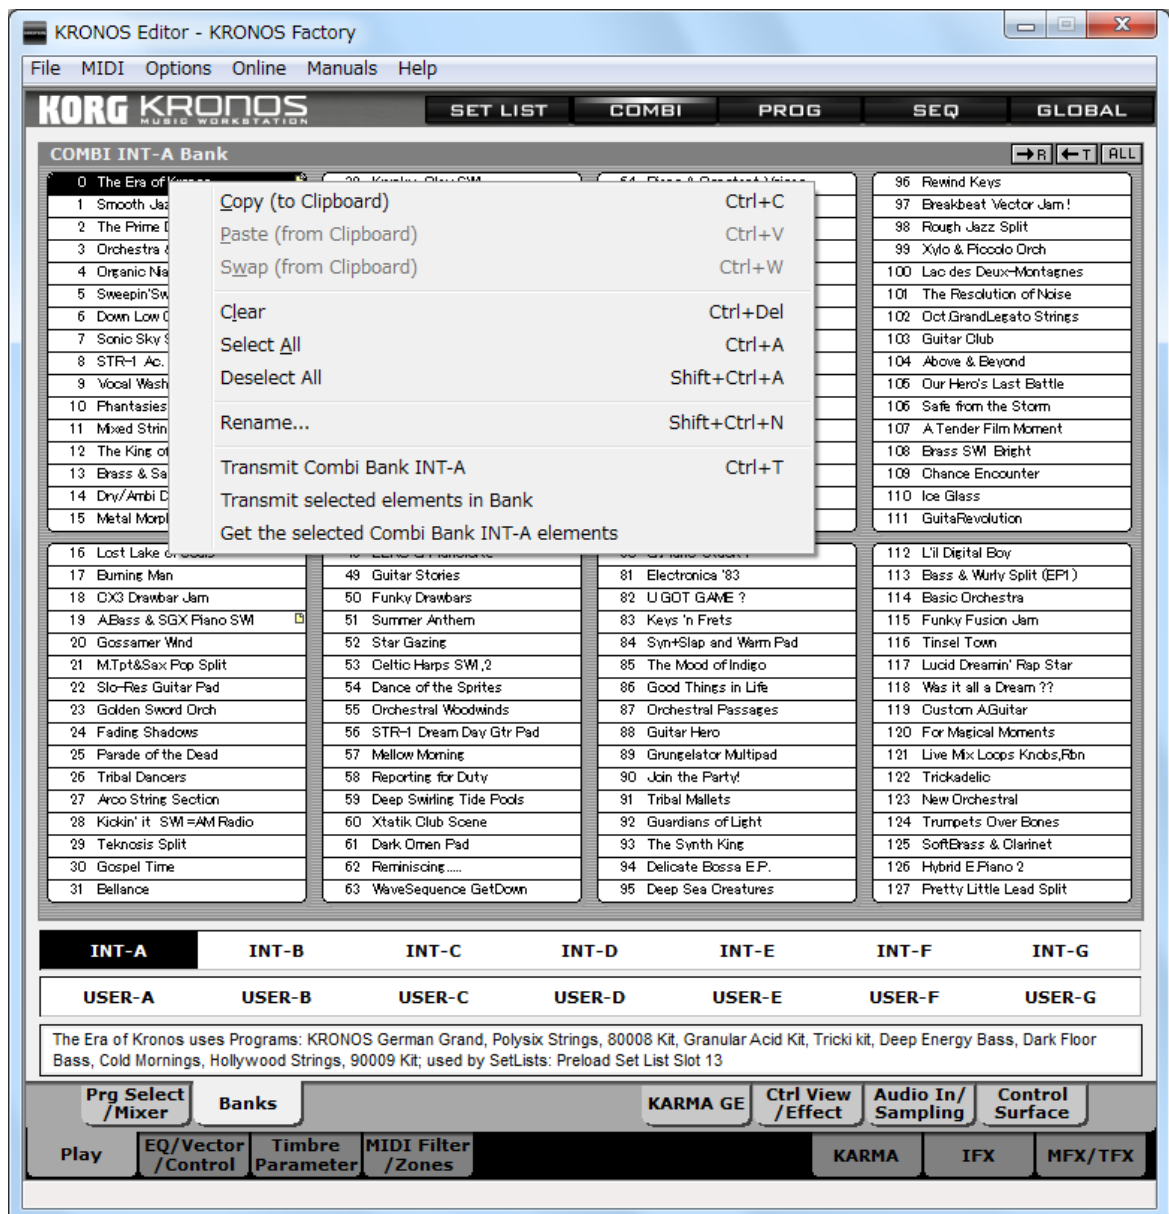 KRONOS Editor - KRONOS Factory
File MIDI Options Online Manuals Help
KORG KRONOS
MUSIC WORKSTATION
SET LIST COMBI PROG SEQ GLOBAL
COMBI INT-A Bank
→R ←T ALL
0 The Era of
1 Smooth
2 The Prime
3 Orchestra
4 Organic
5 Sweepin'
6 Down Low
7 Sonic Sky
8 STR-1 Ac.
9 Vocal Wash
10 Phantasies
11 Mixed
12 The King
13 Brass &
14 Dry/Ambi
15 Metal
Copy (to Clipboard) Ctrl+C
Paste (from Clipboard) Ctrl+V
Swap (from Clipboard) Ctrl+W
Clear Ctrl+Del
Select All Ctrl+A
Deselect All Shift+Ctrl+A
Rename... Shift+Ctrl+N
Transmit Combi Bank INT-A Ctrl+T
Transmit selected elements in Bank
Get the selected Combi Bank INT-A elements
96 Rewind Keys
97 Breakbeat Vector Jam!
98 Rough Jazz Split
99 Xylo & Piccolo Orch
100 Lac des Deux-Montagnes
101 The Resolution of Noise
102 Oct.GrandLegato Strings
103 Guitar Club
104 Above & Beyond
105 Our Hero's Last Battle
106 Safe from the Storm
107 A Tender Film Moment
108 Brass SW1 Bright
109 Chance Encounter
110 Ice Glass
111 GuitaRevolution
16 Lost Lake
17 Burning Man
18 CX3 Drawbar Jam
19 A.Bass & SGX Piano SW1
20 Gossamer Wind
21 M.Tpt&Sax Pop Split
22 Slo-Res Guitar Pad
23 Golden Sword Orch
24 Fading Shadows
25 Parade of the Dead
26 Tribal Dancers
27 Arco String Section
28 Kickin' it SW1=AM Radio
29 Teknosis Split
30 Gospel Time
31 Bellance
49 Guitar Stories
50 Funky Drawbars
51 Summer Anthem
52 Star Gazing
53 Celtic Harps SW1,2
54 Dance of the Sprites
55 Orchestral Woodwinds
56 STR-1 Dream Day Gtr Pad
57 Mellow Morning
58 Reporting for Duty
59 Deep Swirling Tide Pools
60 Xtatik Club Scene
61 Dark Omen Pad
62 Reminiscing.....
63 WaveSequence GetDown
81 Electronica '83
82 U GOT GAME ?
83 Keys 'n Frets
84 Syn+Slap and Warm Pad
85 The Mood of Indigo
86 Good Things in Life
87 Orchestral Passages
88 Guitar Hero
89 Grungelator Multipad
90 Join the Party!
91 Tribal Mallets
92 Guardians of Light
93 The Synth King
94 Delicate Bossa E.P.
95 Deep Sea Creatures
112 L'il Digital Boy
113 Bass & Wurly Split (EP1)
114 Basic Orchestra
115 Funky Fusion Jam
116 Tinsel Town
117 Lucid Dreamin' Rap Star
118 Was it all a Dream ??
119 Custom A.Guitar
120 For Magical Moments
121 Live Mix Loops Knobs,Rbn
122 Trickadelic
123 New Orchestral
124 Trumpets Over Bones
125 SoftBrass & Clarinet
126 Hybrid E.Piano 2
127 Pretty Little Lead Split
INT-A INT-B INT-C INT-D INT-E INT-F INT-G
USER-A USER-B USER-C USER-D USER-E USER-F USER-G
The Era of Kronos uses Programs: KRONOS German Grand, Polysix Strings, 80008 Kit, Granular Acid Kit, Tricki kit, Deep Energy Bass, Dark Floor
Bass, Cold Mornings, Hollywood Strings, 90009 Kit; used by SetLists: Preload Set List Slot 13
Prg Select
/Mixer
Banks
KARMA GE
Ctrl View
/Effect
Audio In/
Sampling
Control
Surface
Play
EQ/Vector
/Control
Timbre
Parameter
MIDI Filter
/Zones
KARMA
IFX
MFX/TFX